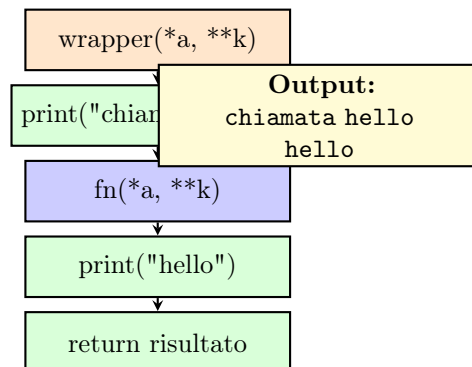 wrapper(*a, **k)
print("chiam
Output:
chiamata hello
hello
fn(*a, **k)
print("hello")
return risultato